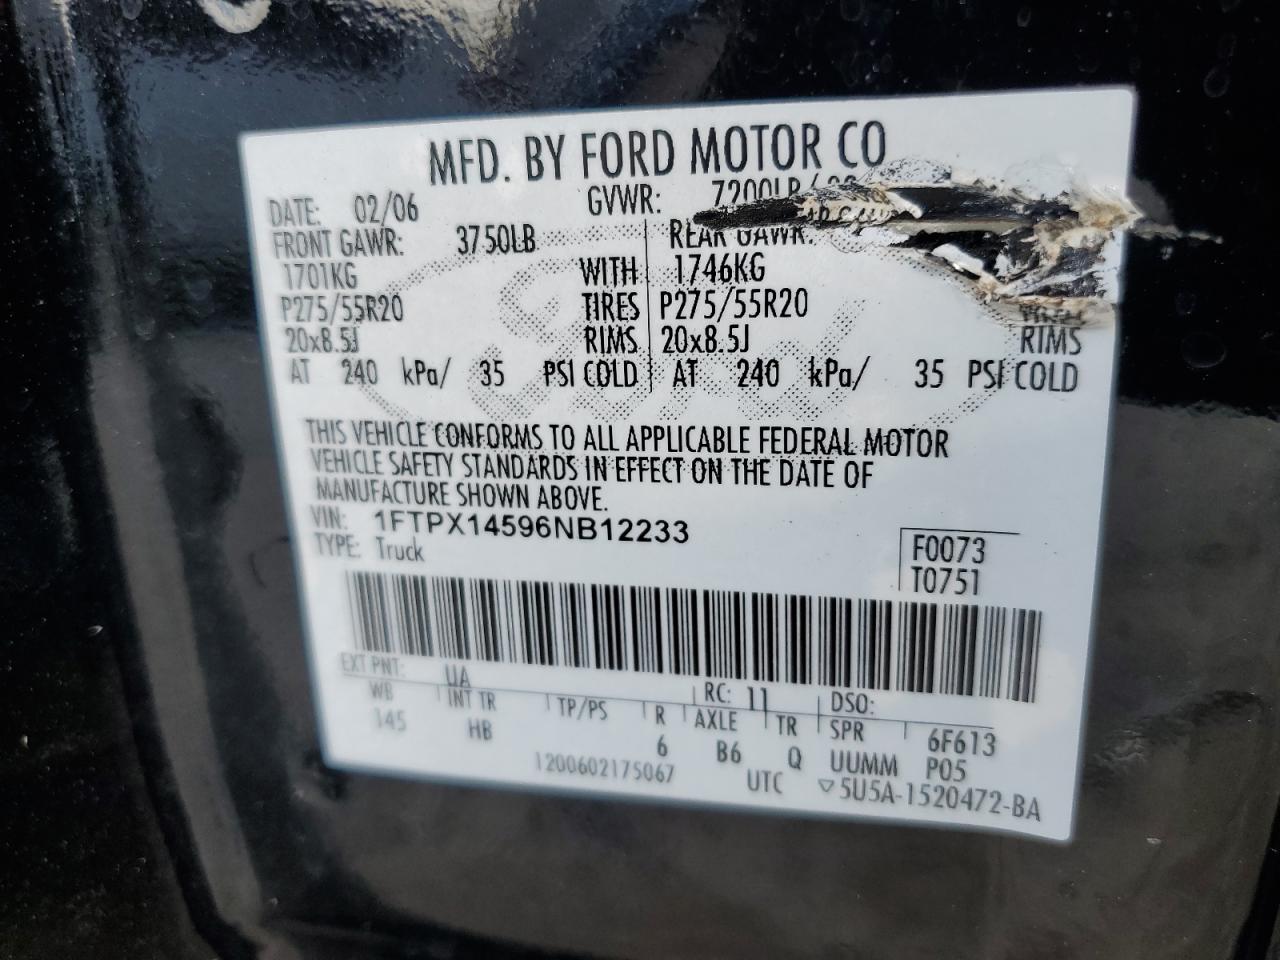 MFD. BY FORD MOTOR CO
DATE: 02/06 GVWR: 7200LB/
FRONT GAWR: 3750LB REAR GAWR:
1701KG WITH 1746KG WITH
P275/55R20 TIRES P275/55R20
20x8.5J RIMS 20x8.5J RIMS
AT 240 kPa/ 35 PSI COLD AT 240 kPa/ 35 PSI COLD
THIS VEHICLE CONFORMS TO ALL APPLICABLE FEDERAL MOTOR
VEHICLE SAFETY STANDARDS IN EFFECT ON THE DATE OF
MANUFACTURE SHOWN ABOVE.
VIN: 1FTPX14596NB12233
TYPE: Truck
F0073
T0751
EXT PNT: UA RC: 11 DSO:
WB INT TR TP/PS R AXLE TR SPR 6F613
145 HB 6 B6 Q UUMM P05
1200602175067 UTC ▽5U5A-1520472-BA